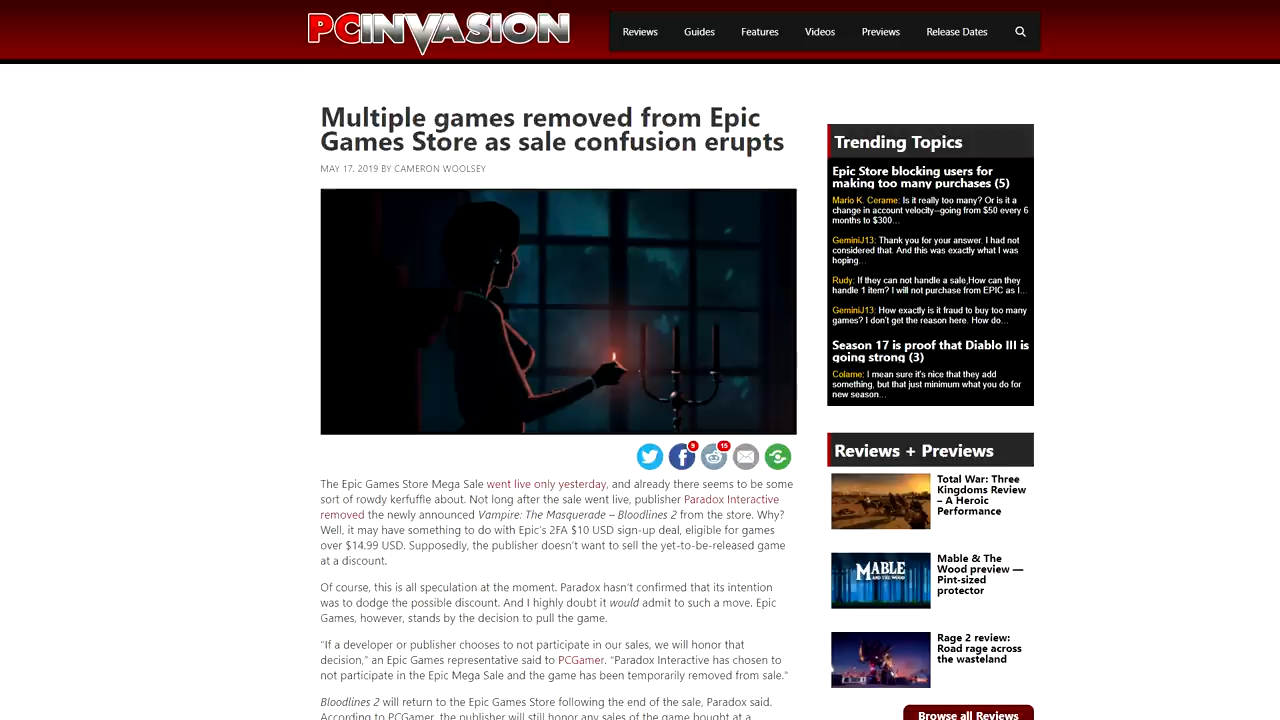 PCINVASION
Reviews
Guides
Features
Videos
Previews
Release Dates
Multiple games removed from Epic
Games Store as sale confusion erupts
MAY 17, 2019 BY CAMERON WOOLSEY
9
15
The Epic Games Store Mega Sale went live only yesterday, and already there seems to be some
sort of rowdy kerfuffle about. Not long after the sale went live, publisher Paradox Interactive
removed the newly announced Vampire: The Masquerade – Bloodlines 2 from the store. Why?
Well, it may have something to do with Epic's 2FA $10 USD sign-up deal, eligible for games
over $14.99 USD. Supposedly, the publisher doesn't want to sell the yet-to-be-released game
at a discount.
Of course, this is all speculation at the moment. Paradox hasn't confirmed that its intention
was to dodge the possible discount. And I highly doubt it would admit to such a move. Epic
Games, however, stands by the decision to pull the game.
"If a developer or publisher chooses to not participate in our sales, we will honor that
decision," an Epic Games representative said to PCGamer. "Paradox Interactive has chosen to
not participate in the Epic Mega Sale and the game has been temporarily removed from sale."
Bloodlines 2 will return to the Epic Games Store following the end of the sale, Paradox said.
According to PCGamer, the publisher will still honor any sales of the game bought at a
Trending Topics
Epic Store blocking users for
making too many purchases (5)
Mario K. Cerame: Is it really too many? Or is it a
change in account velocity--going from $50 every 6
months to $300...
GeminiJ13: Thank you for your answer. I had not
considered that. And this was exactly what I was
hoping...
Rudy: If they can not handle a sale,How can they
handle 1 item? I will not purchase from EPIC as I...
GeminiJ13: How exactly is it fraud to buy too many
games? I don't get the reason here. How do...
Season 17 is proof that Diablo III is
going strong (3)
Colame: I mean sure it's nice that they add
something, but that just minimum what you do for
new season...
Reviews + Previews
Total War: Three
Kingdoms Review
– A Heroic
Performance
MABLE
AND THE WOOD
Mable & The
Wood preview —
Pint-sized
protector
Rage 2 review:
Road rage across
the wasteland
Browse all Reviews